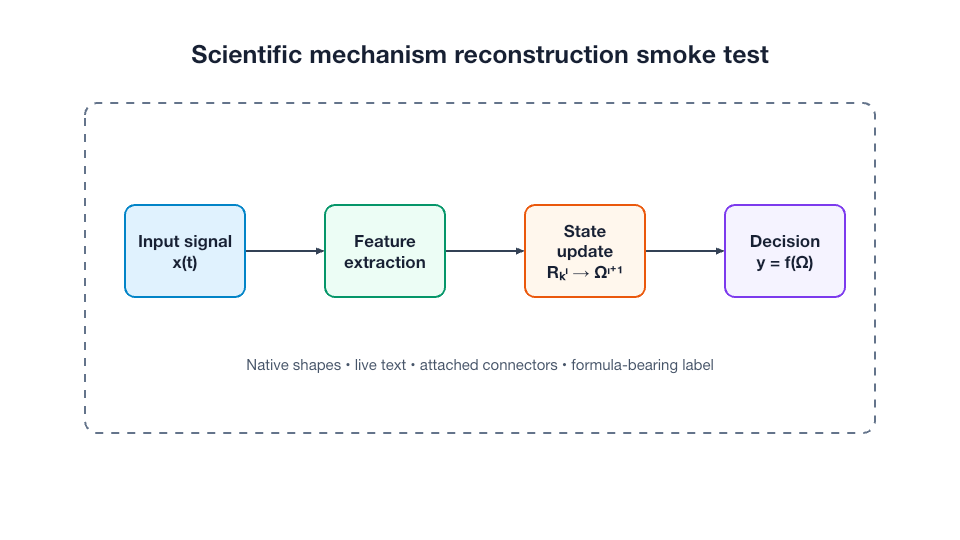 Scientific mechanism reconstruction smoke test
Input signal
x(t)
Feature
extraction
State
update
Rₖˡ → Ωˡ⁺¹
Decision
y = f(Ω)
Native shapes • live text • attached connectors • formula-bearing label